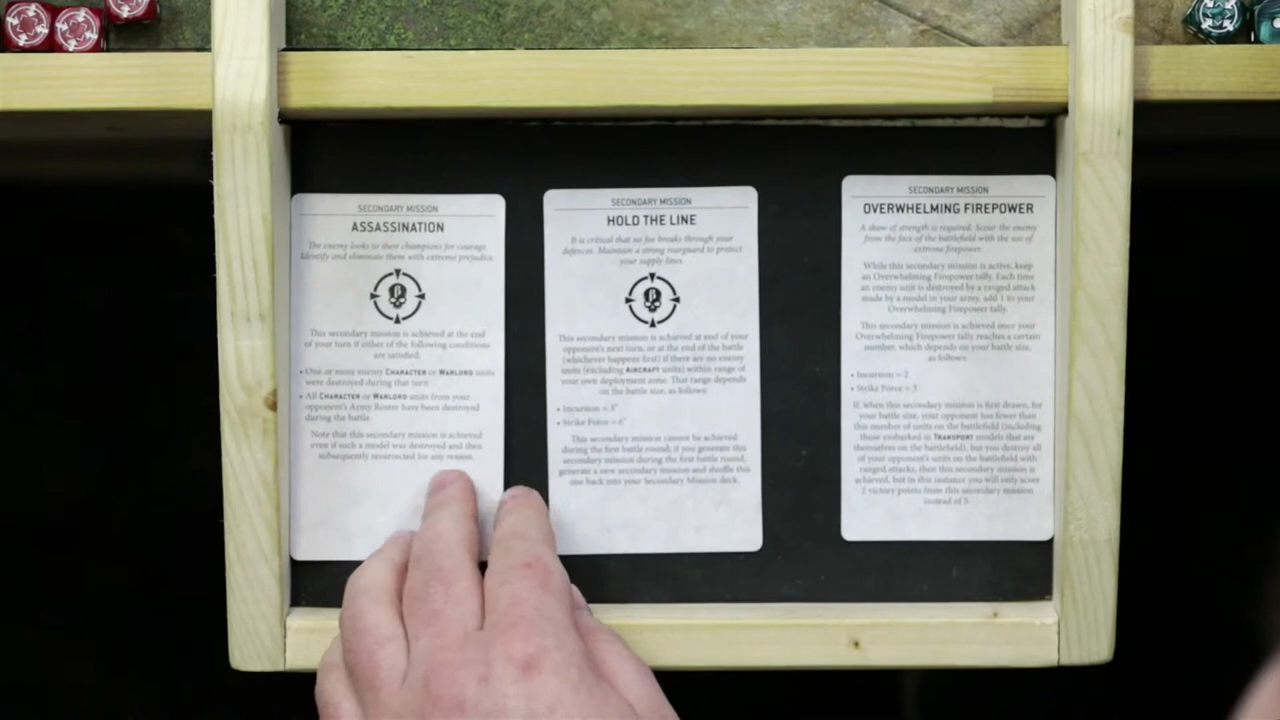 SECONDARY MISSION
ASSASSINATION
The enemy looks to their champions for courage.
Identify and eliminate them with extreme prejudice.
This secondary mission is achieved at the end
of your turn if either of the following conditions
are satisfied:
• One or more enemy CHARACTER or WARLORD units
were destroyed during that turn
• All CHARACTER or WARLORD units from your
opponent's Army Roster have been destroyed
during the battle.
Note that this secondary mission is achieved
even if such a model was destroyed and then
subsequently resurrected for any reason.
SECONDARY MISSION
HOLD THE LINE
It is critical that no foe breaks through your
defences. Maintain a strong rearguard to protect
your supply lines.
This secondary mission is achieved at end of your
opponent's next turn, or at the end of the battle
(whichever happens first) if there are no enemy
units (excluding AIRCRAFT units) within range of
your own deployment zone. That range depends
on the battle size, as follows:
• Incursion = 3"
• Strike Force = 6"
This secondary mission cannot be achieved
during the first battle round; if you generate this
secondary mission during the first battle round,
generate a new secondary mission and shuffle this
one back into your Secondary Mission deck.
SECONDARY MISSION
OVERWHELMING FIREPOWER
A show of strength is required. Scour the enemy
from the face of the battlefield with the use of
extreme firepower.
While this secondary mission is active, keep
an Overwhelming Firepower tally. Each time
an enemy unit is destroyed by a ranged attack
made by a model in your army, add 1 to your
Overwhelming Firepower tally.
This secondary mission is achieved once your
Overwhelming Firepower tally reaches a certain
number, which depends on your battle size,
as follows:
• Incursion = 2
• Strike Force = 3
If, when this secondary mission is first drawn, for
your battle size, your opponent has fewer than
this number of units on the battlefield (including
those embarked in TRANSPORT models that are
themselves on the battlefield), but you destroy all
of your opponent's units on the battlefield with
ranged attacks, then this secondary mission is
achieved, but in this instance you will only score
2 victory points from this secondary mission
instead of 5.